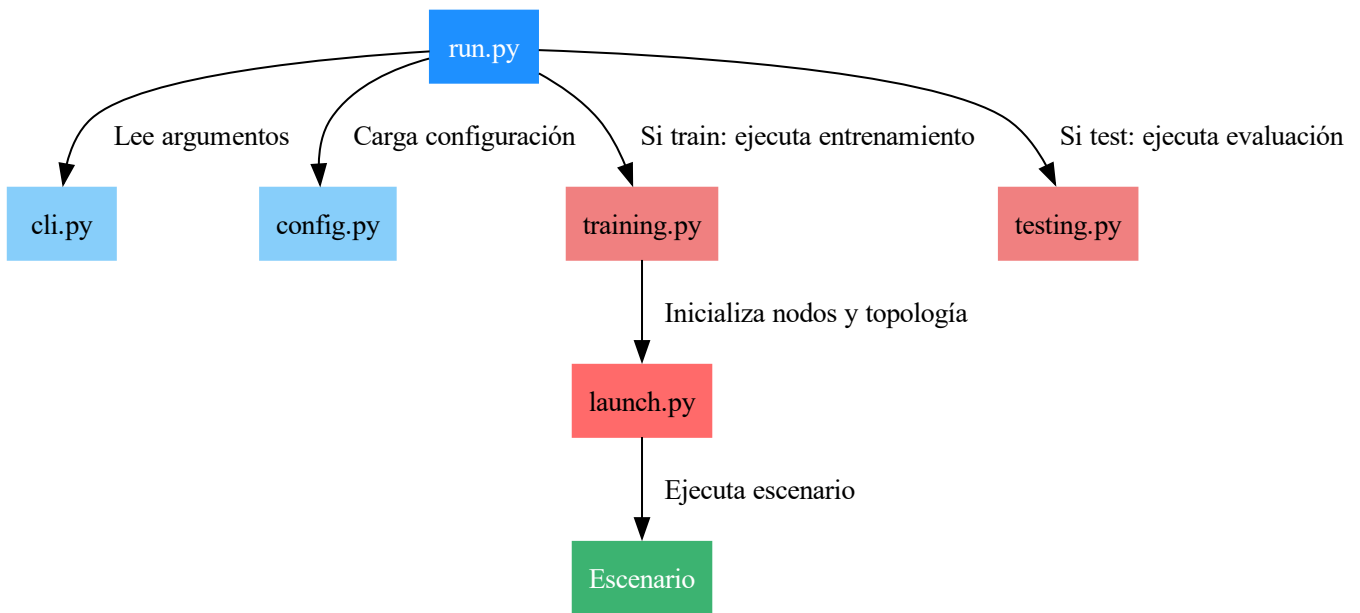 run.py
Lee argumentos
Carga configuración
Si train: ejecuta entrenamiento
Si test: ejecuta evaluación
cli.py
config.py
training.py
testing.py
Inicializa nodos y topología
launch.py
Ejecuta escenario
Escenario